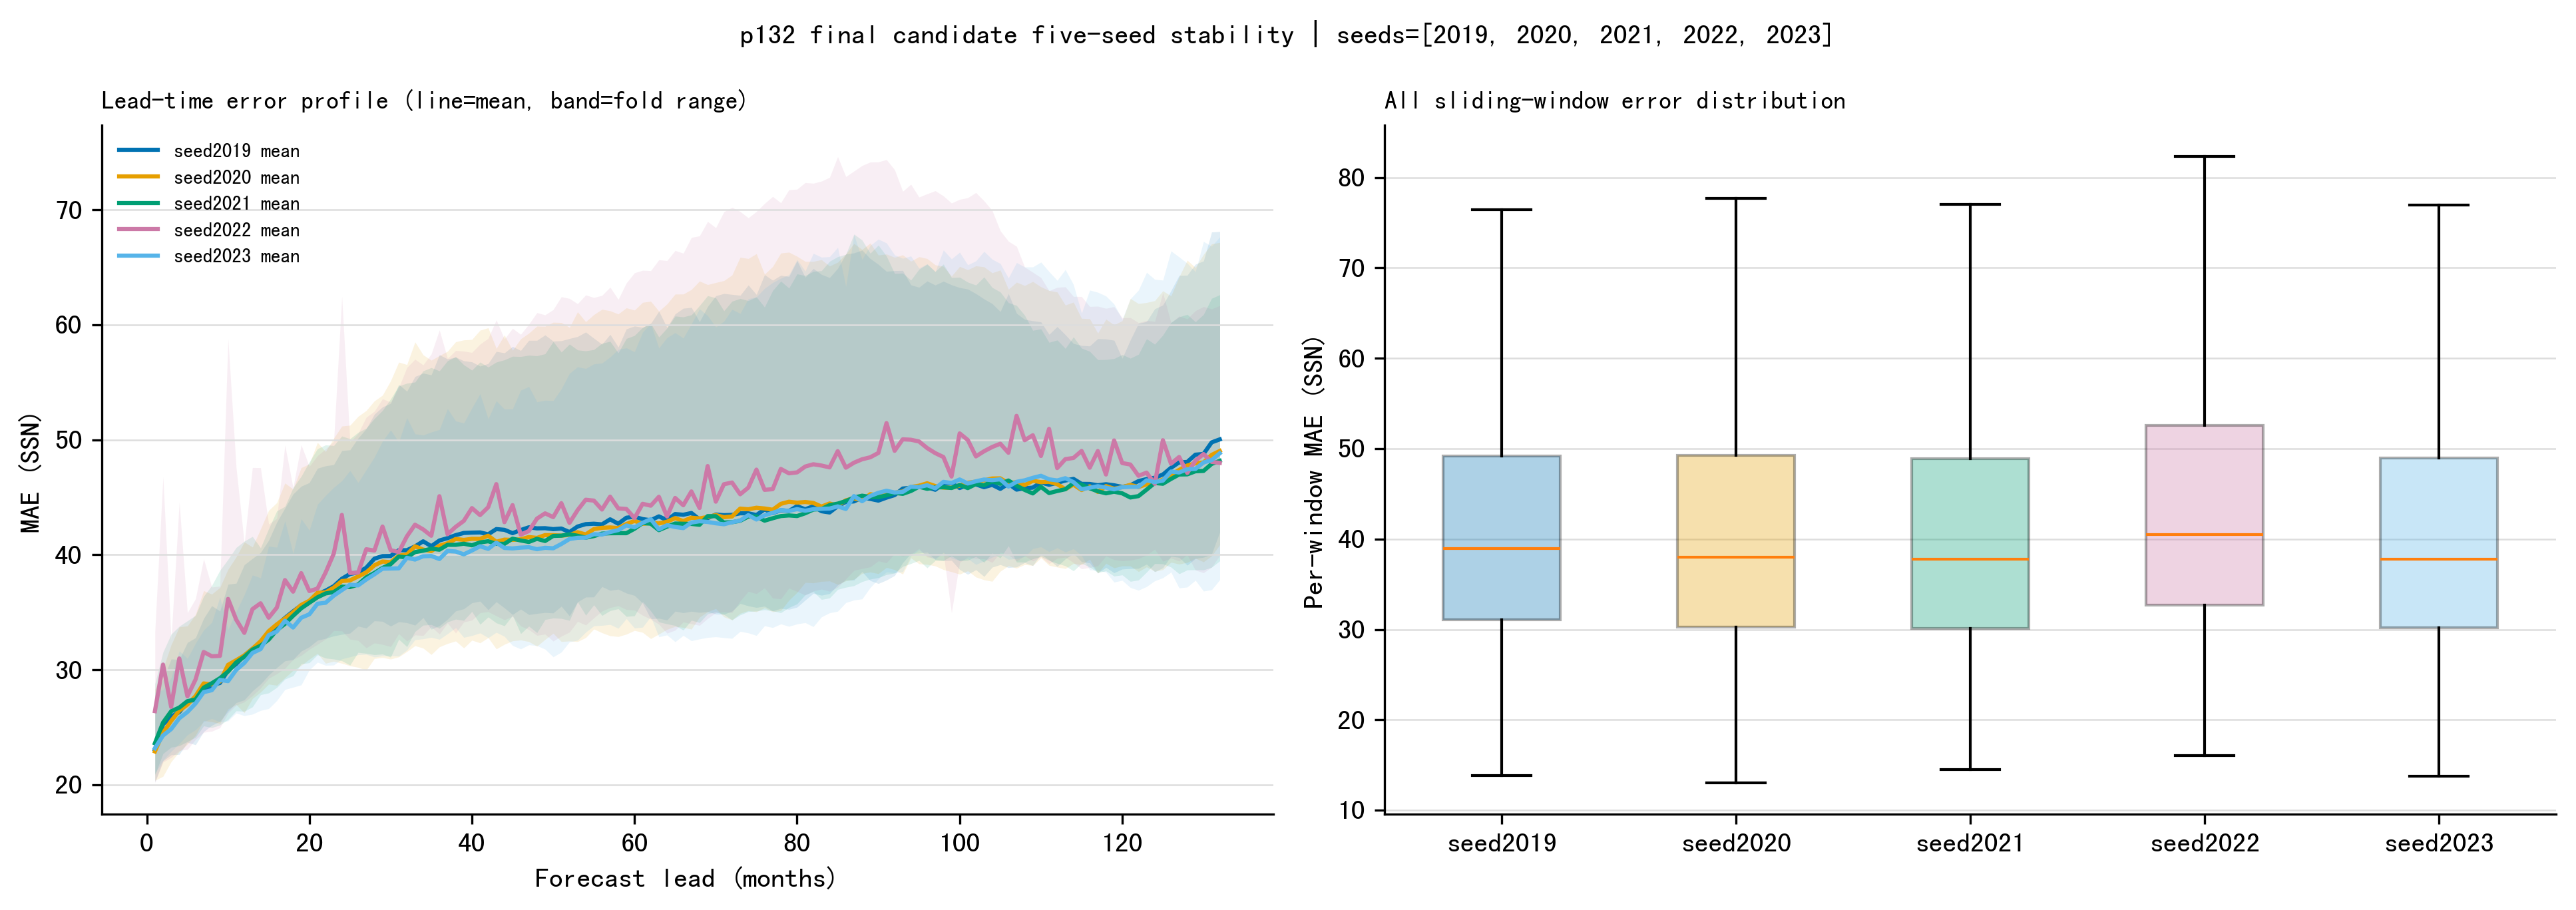 p132 final candidate five-seed stability | seeds=[2019, 2020, 2021, 2022, 2023]
Lead-time error profile (line=mean, band=fold range)
seed2019 mean
seed2020 mean
seed2021 mean
seed2022 mean
seed2023 mean
MAE (SSN)
70
60
50
40
30
20
0 20 40 60 80 100 120
Forecast lead (months)
All sliding-window error distribution
Per-window MAE (SSN)
80
70
60
50
40
30
20
10
seed2019 seed2020 seed2021 seed2022 seed2023